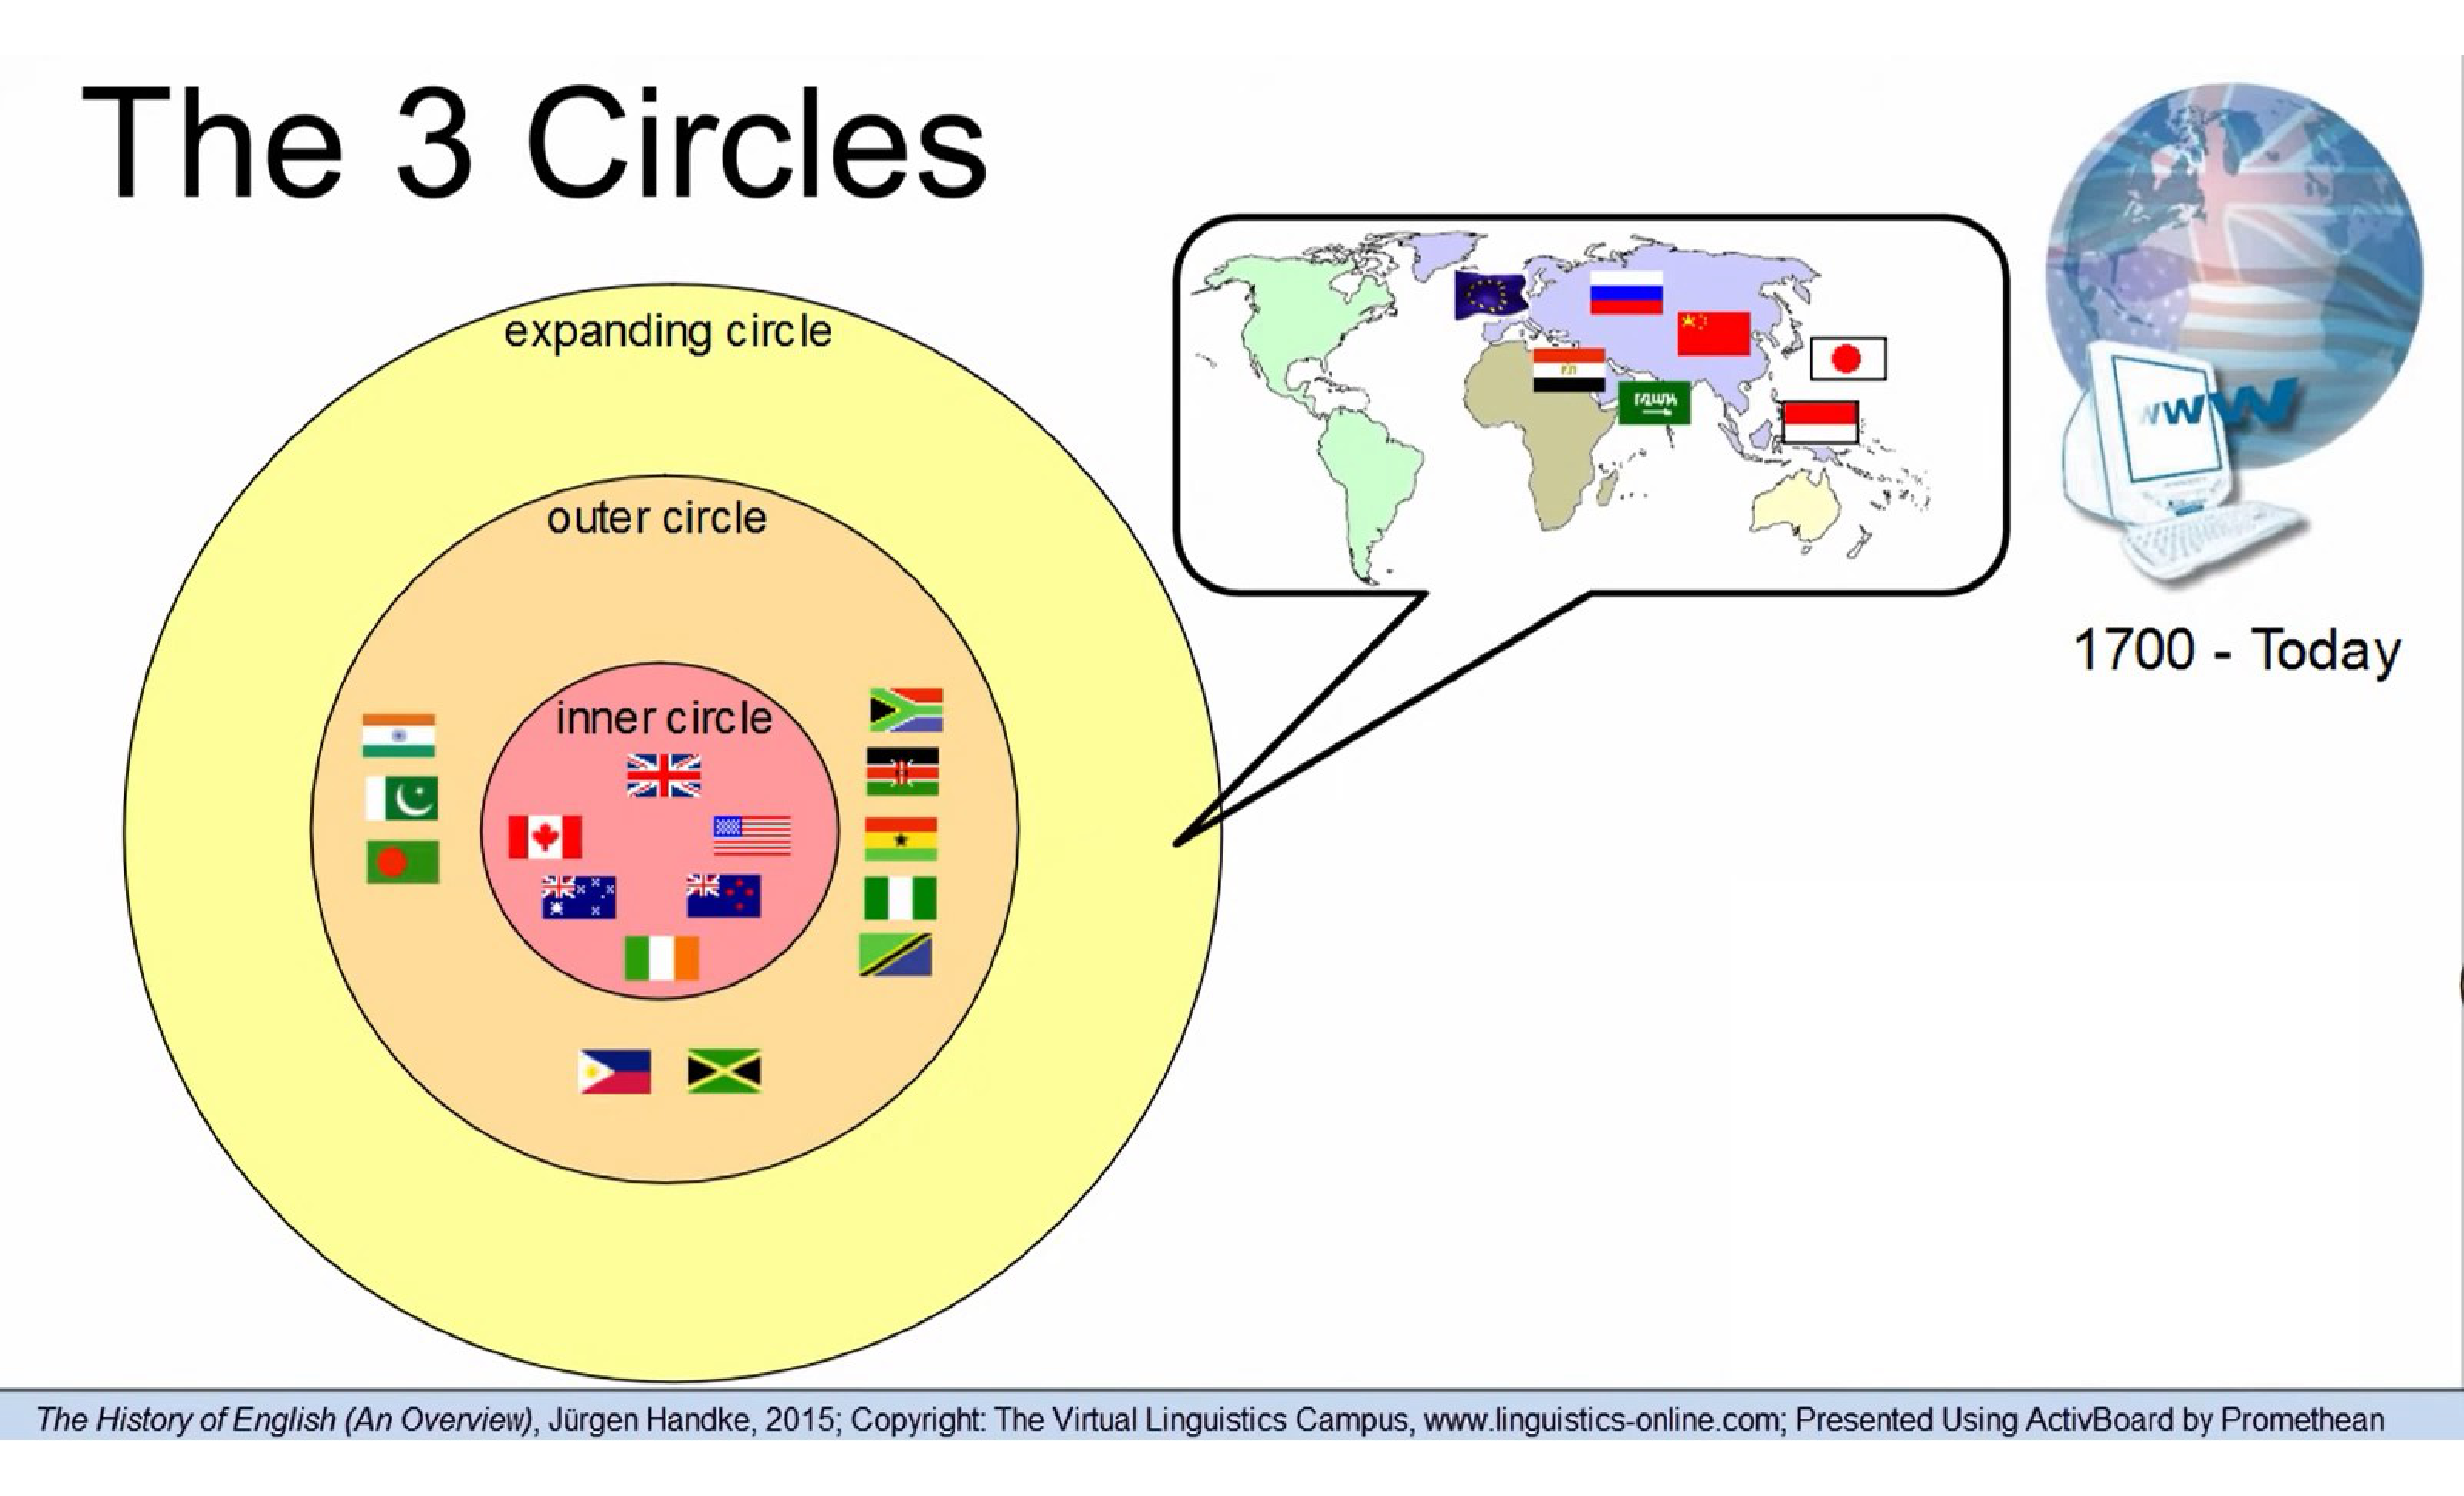 The 3 Circles
expanding circle
outer circle
inner circle
WWW
1700 - Today
The History of English (An Overview), Jürgen Handke, 2015; Copyright: The Virtual Linguistics Campus, www.linguistics-online.com; Presented Using ActivBoard by Promethean